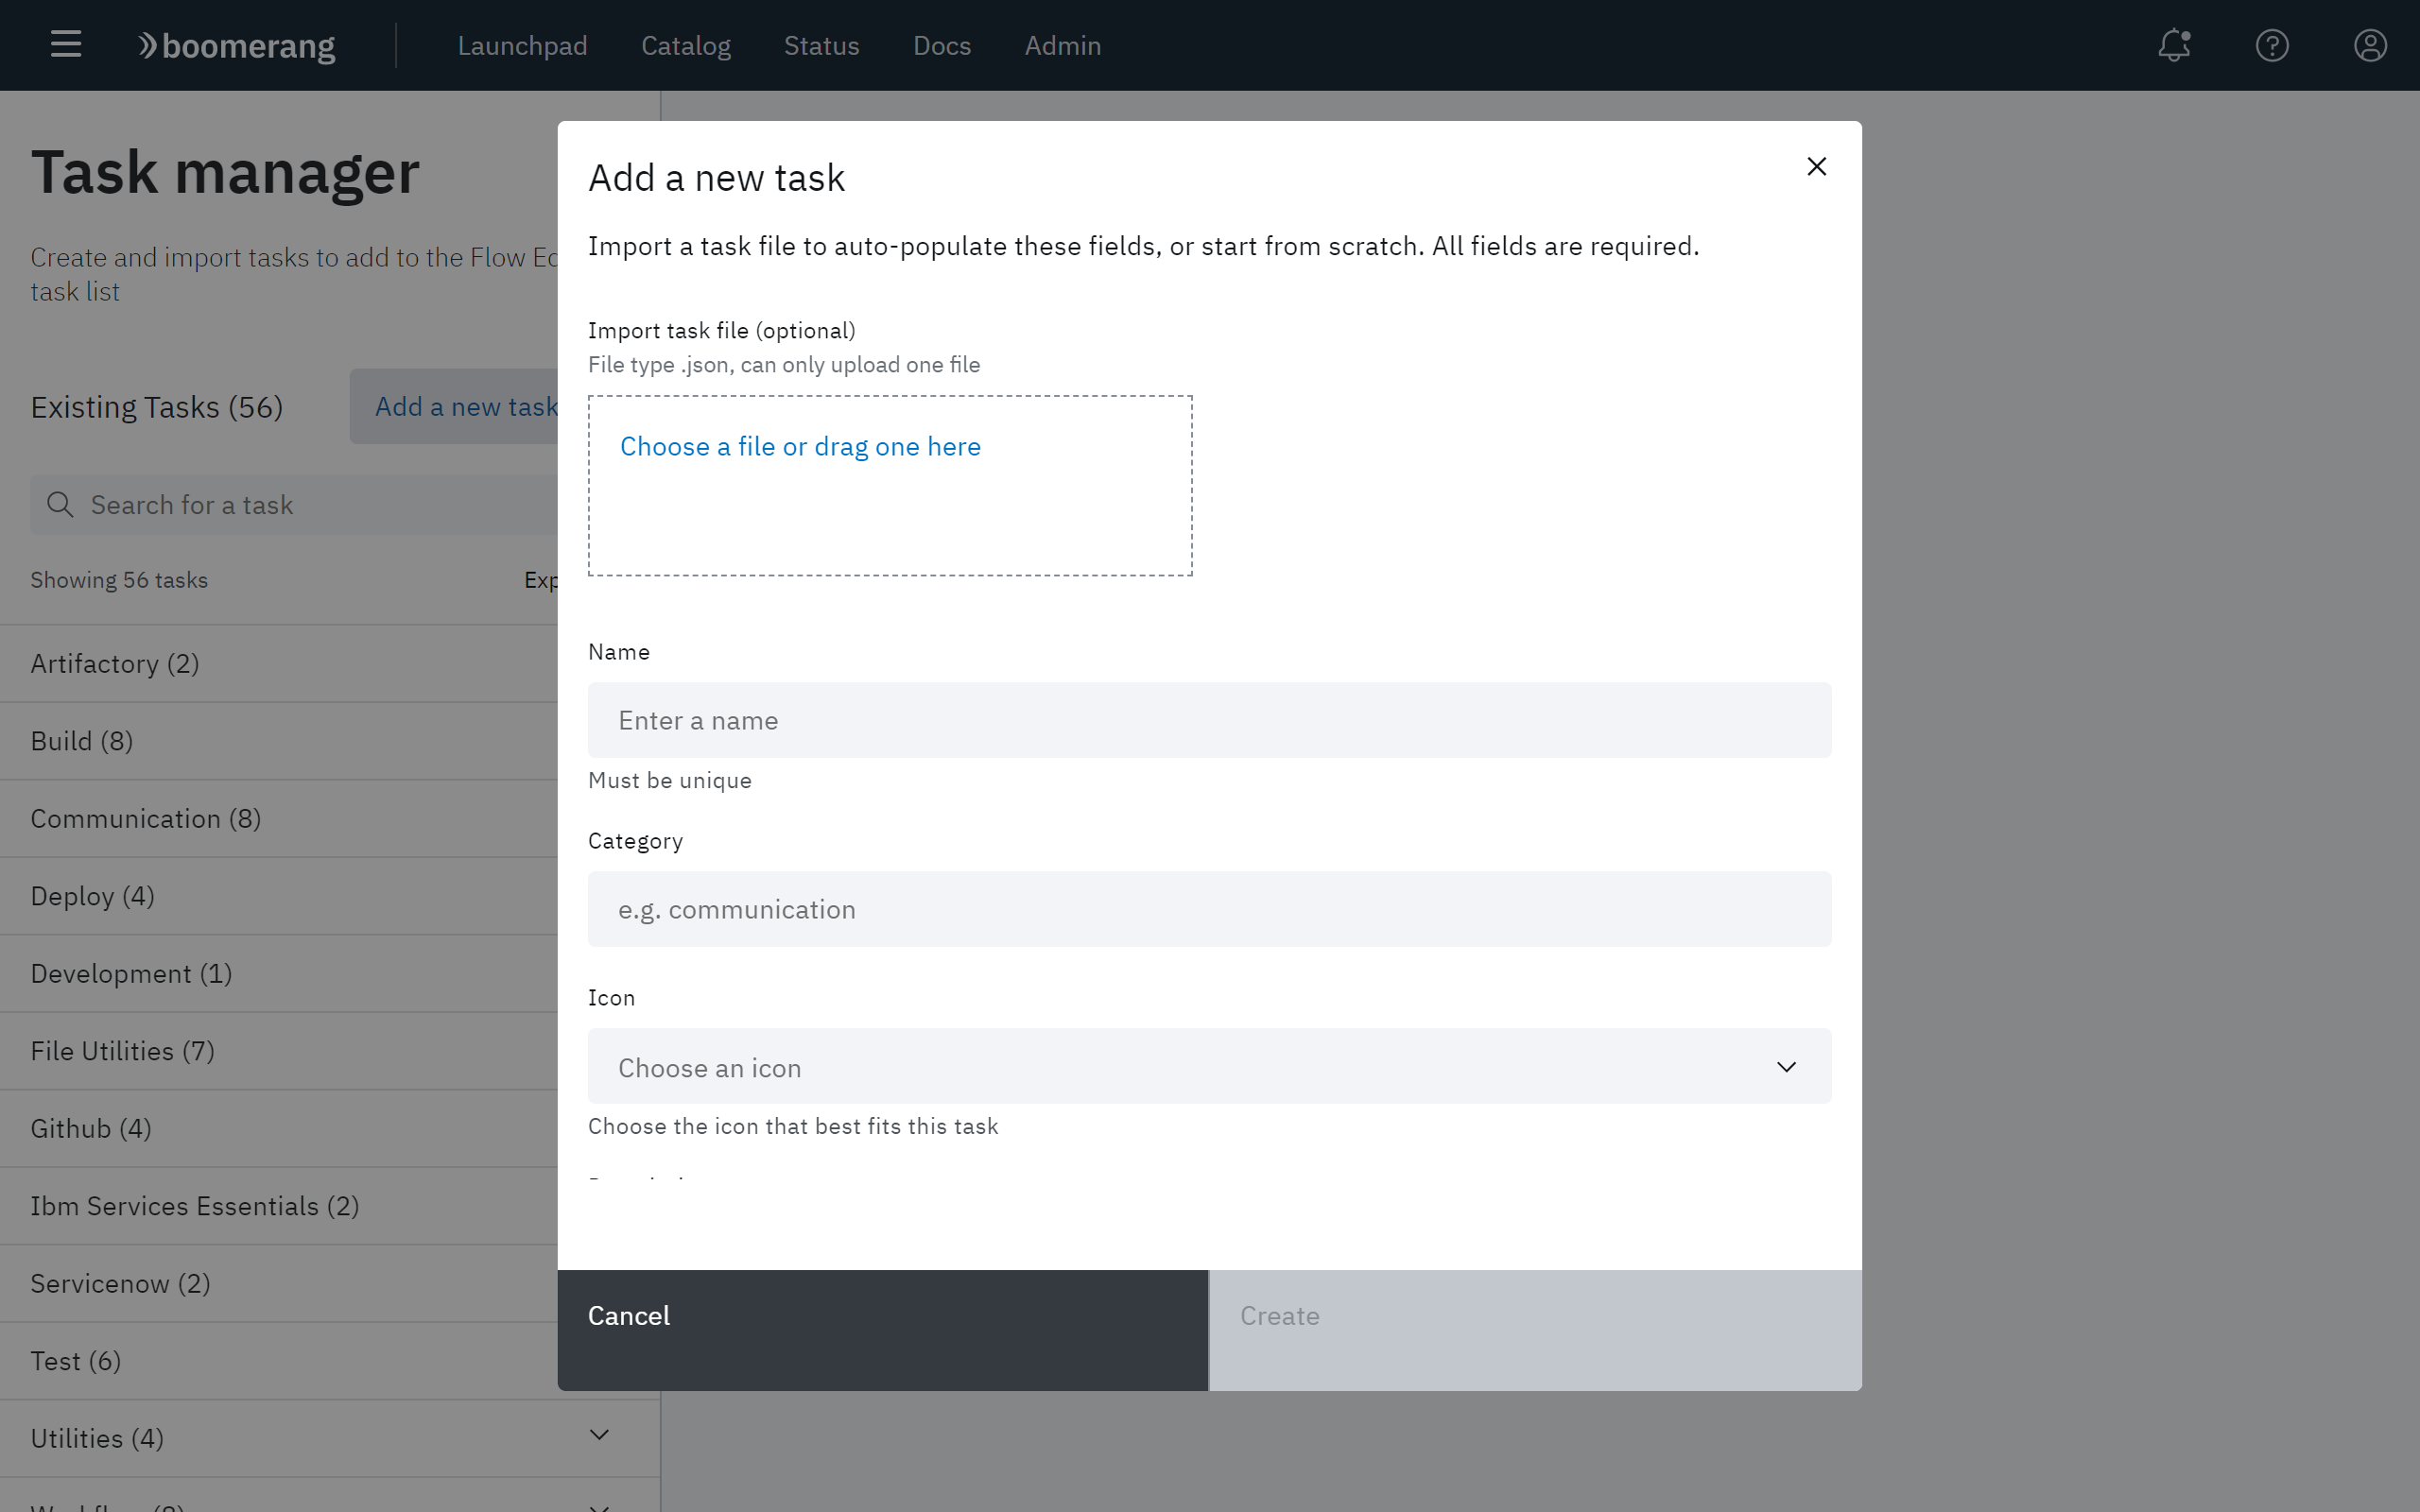 boomerang Launchpad Catalog Status Docs Admin
Task manager
Create and import tasks to add to the Flow
task list
Existing Tasks (56) Add a new task
Search for a task
Showing 56 tasks
Artifactory (2)
Build (8)
Communication (8)
Deploy (4)
Development (1)
File Utilities (7)
Github (4)
Ibm Services Essentials (2)
Servicenow (2)
Test (6)
Utilities (4)
Add a new task
Import a task file to auto-populate these fields, or start from scratch. All fields are required.
Import task file (optional)
File type .json, can only upload one file
Choose a file or drag one here
Name
Enter a name
Must be unique
Category
e.g. communication
Icon
Choose an icon
Choose the icon that best fits this task
Cancel Create